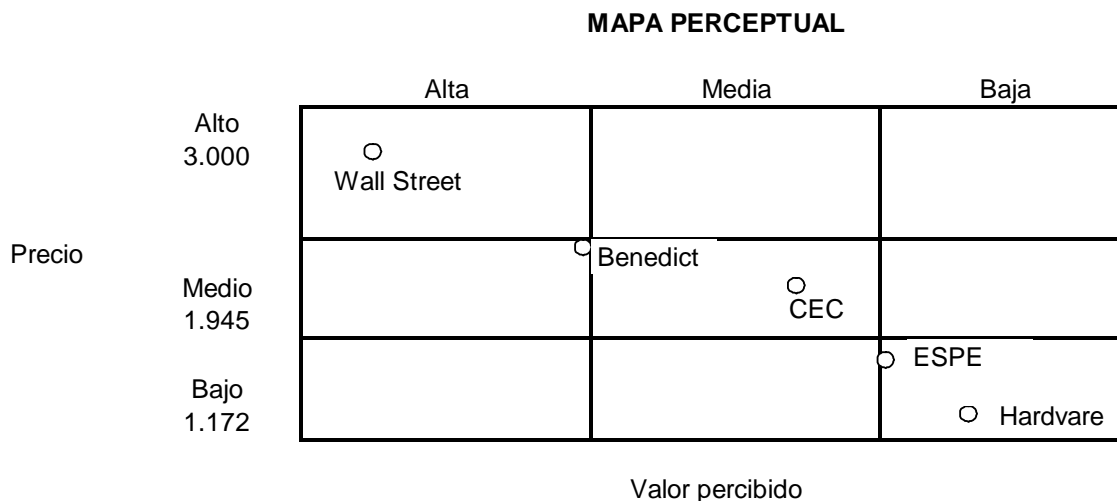 MAPA PERCEPTUAL
Alta Media Baja
Alto
3.000
Wall Street
Precio
Benedict
Medio
1.945
CEC
ESPE
Bajo
1.172
Hardvare
Valor percibido